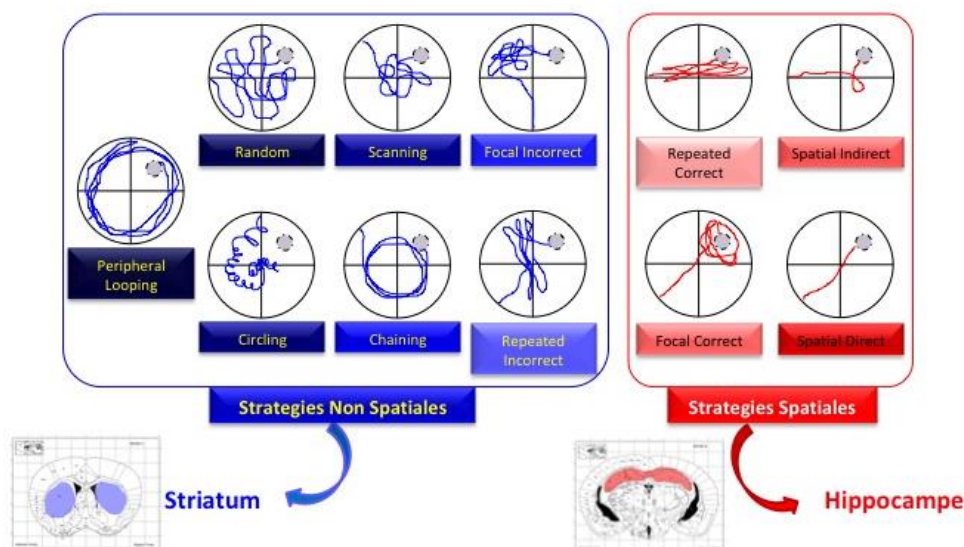 Random
Scanning
Focal Incorrect
Repeated
Correct
Spatial Indirect
Peripheral
Looping
Circling
Chaining
Repeated
Incorrect
Focal Correct
Spatial Direct
Strategies Non Spatiales
Strategies Spatiales
Striatum
Hippocampe